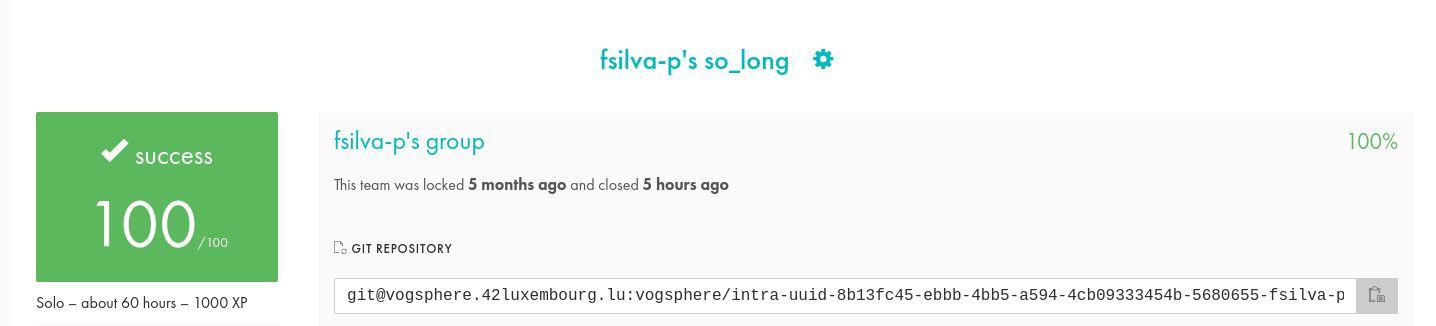 fsilva-p's so_long
success
100/100
Solo – about 60 hours – 1000 XP
fsilva-p's group
100%
This team was locked 5 months ago and closed 5 hours ago
GIT REPOSITORY
git@vogsphere.42luxembourg.lu:vogsphere/intra-uuid-8b13fc45-ebbb-4bb5-a594-4cb09333454b-5680655-fsilva-p